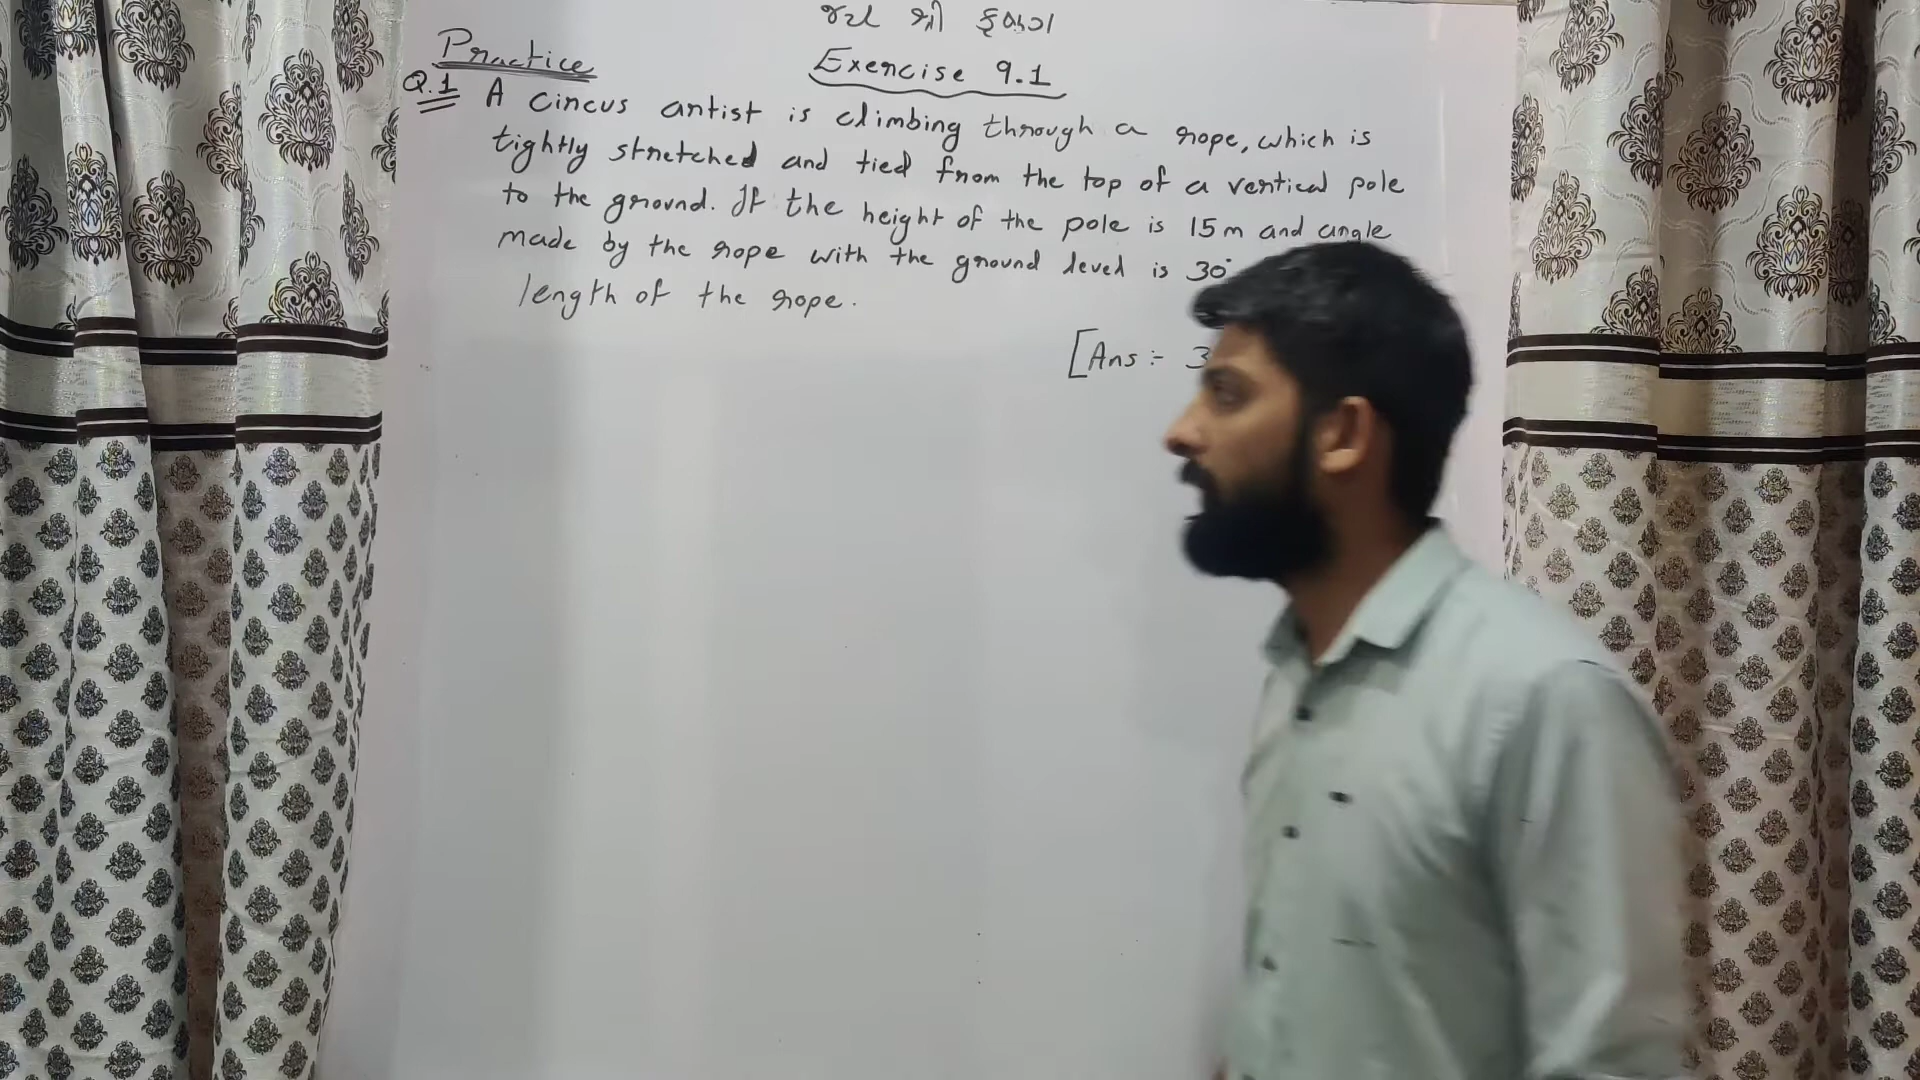 જય શ્રી કૃષ્ણ
Practice
Exercise 9.1
Q.1 A circus artist is climbing through a rope, which is
tightly stretched and tied from the top of a vertical pole
to the ground. If the height of the pole is 15m and angle
made by the rope with the ground level is 30°
length of the rope.
[Ans :- 3